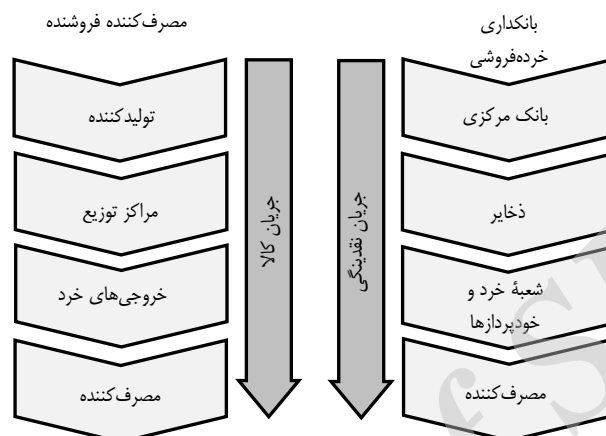 بانکداری
خرده‌فروشی
بانک مرکزی
ذخایر
شعبۀ خرد و
خودپردازها
مصرف‌کننده
جریان نقدینگی
جریان کالا
مصرف‌کننده فروشنده
تولیدکننده
مراکز توزیع
خروجی‌های خرد
مصرف‌کننده